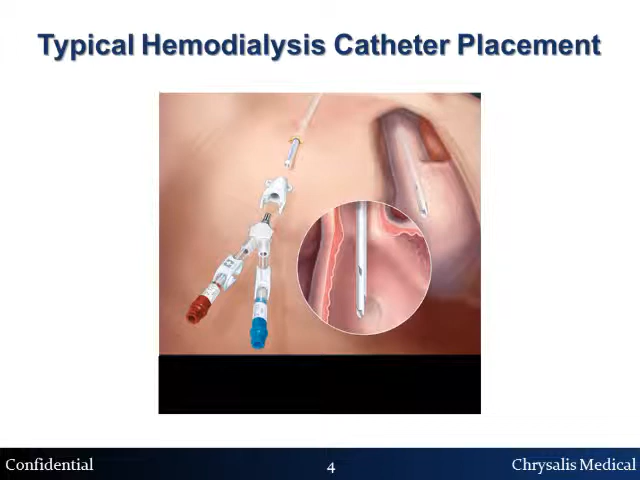 Typical Hemodialysis Catheter Placement
Confidential
4
Chrysalis Medical